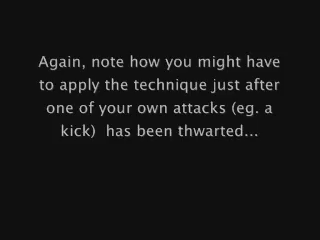 Again, note how you might have
to apply the technique just after
one of your own attacks (eg. a
kick)  has been thwarted...